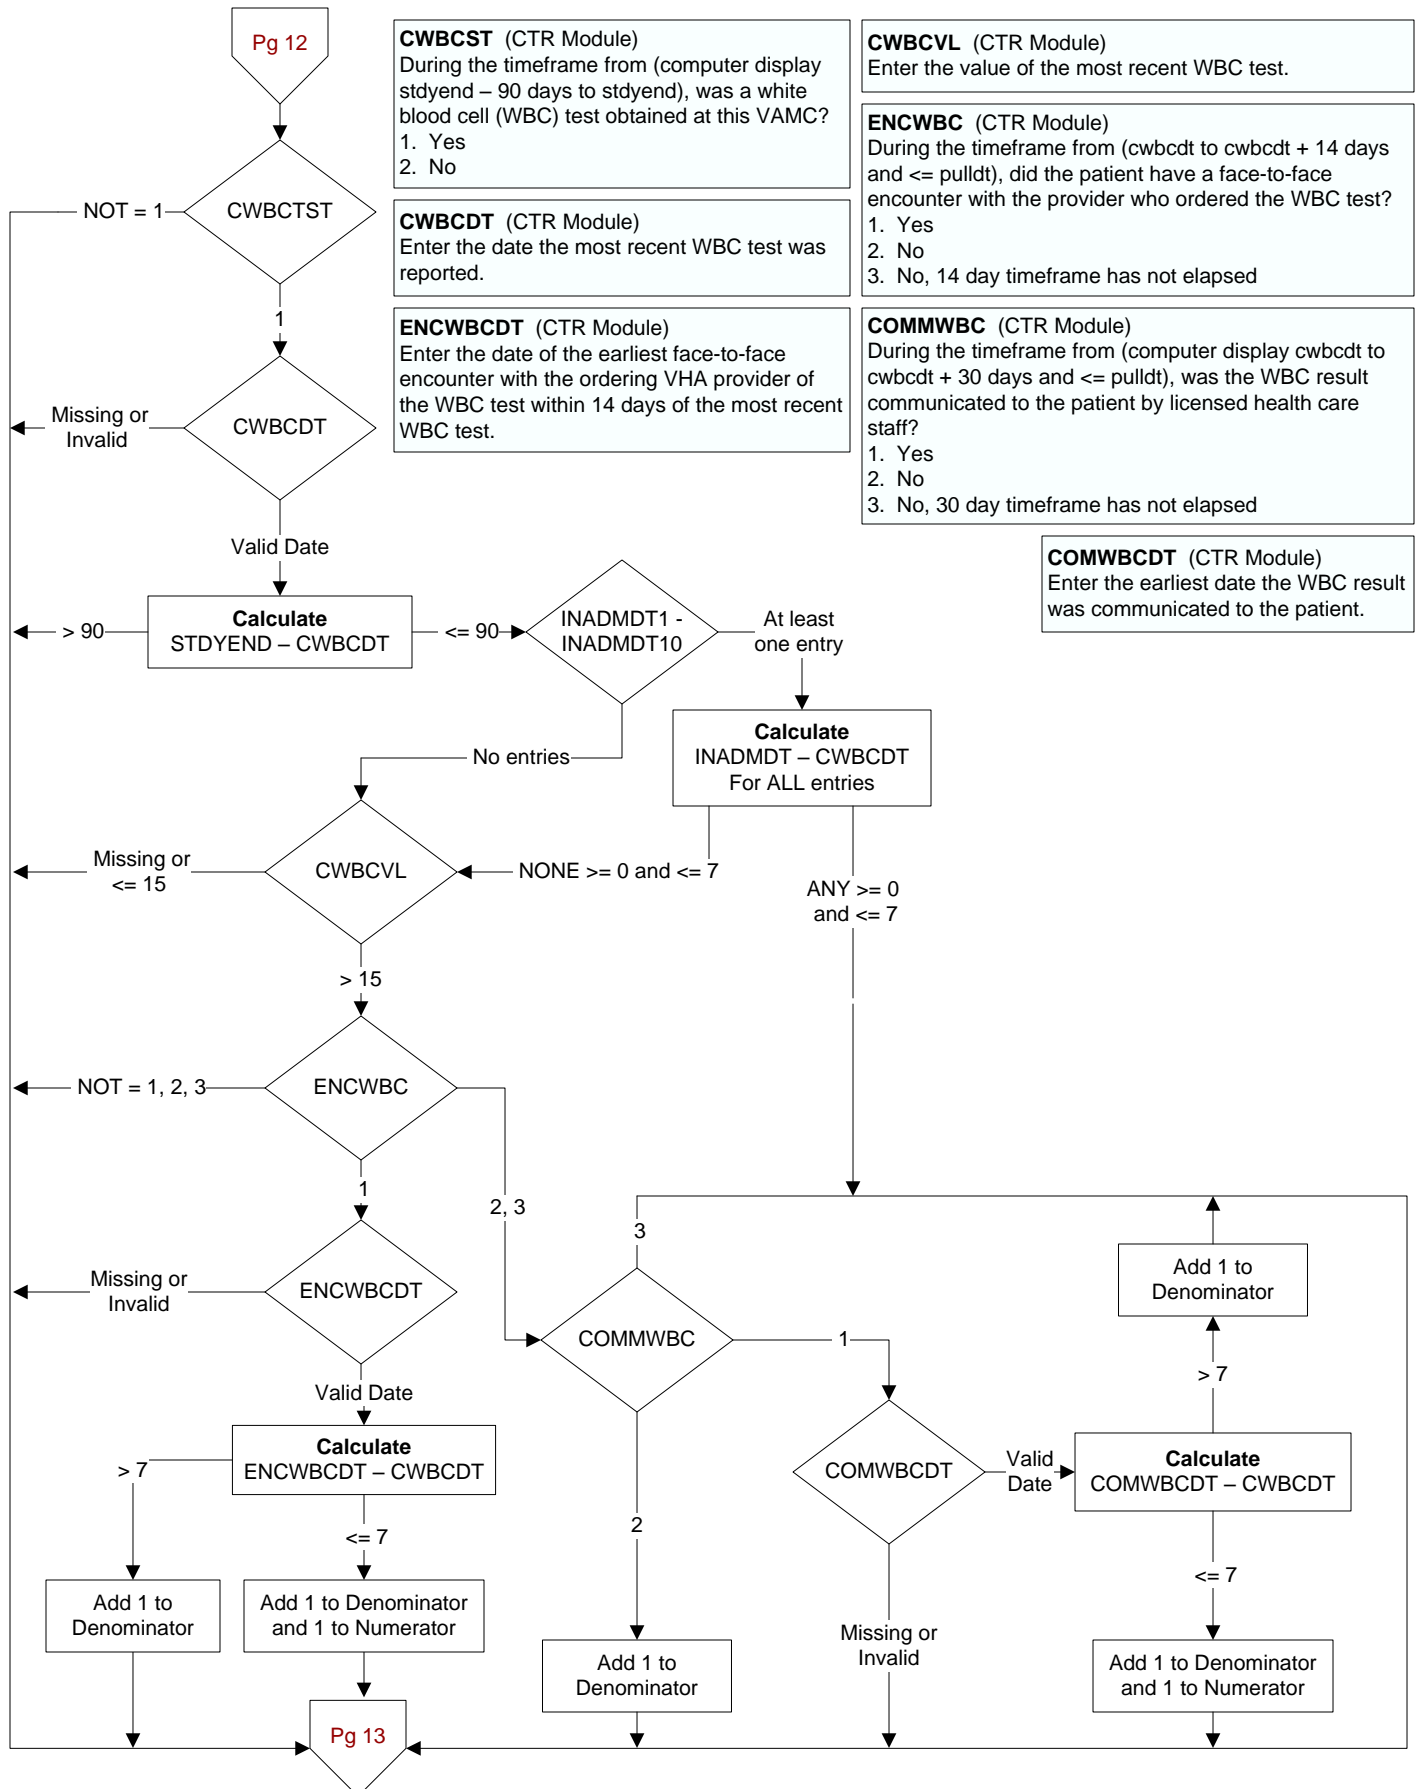 Pg 12
CWBCST (CTR Module)
During the timeframe from (computer display
stdyend – 90 days to stdyend), was a white
blood cell (WBC) test obtained at this VAMC?
1. Yes
2. No
CWBCVL (CTR Module)
Enter the value of the most recent WBC test.
ENCWBC (CTR Module)
During the timeframe from (cwbcdt to cwbcdt + 14 days
and <= pulldt), did the patient have a face-to-face
encounter with the provider who ordered the WBC test?
1. Yes
2. No
3. No, 14 day timeframe has not elapsed
CWBCDT (CTR Module)
Enter the date the most recent WBC test was
reported.
ENCWBCDT (CTR Module)
Enter the date of the earliest face-to-face
encounter with the ordering VHA provider of
the WBC test within 14 days of the most recent
WBC test.
COMMWBC (CTR Module)
During the timeframe from (computer display cwbcdt to
cwbcdt + 30 days and <= pulldt), was the WBC result
communicated to the patient by licensed health care
staff?
1. Yes
2. No
3. No, 30 day timeframe has not elapsed
COMWBCDT (CTR Module)
Enter the earliest date the WBC result
was communicated to the patient.
NOT = 1
CWBCTST
1
Missing or
Invalid
CWBCDT
Valid Date
> 90
Calculate
STDYEND – CWBCDT
<= 90
INADMDT1 -
INADMDT10
At least
one entry
No entries
Calculate
INADMDT – CWBCDT
For ALL entries
Missing or
<= 15
CWBCVL
NONE >= 0 and <= 7
ANY >= 0
and <= 7
> 15
NOT = 1, 2, 3
ENCWBC
1
2, 3
3
Missing or
Invalid
ENCWBCDT
Add 1 to
Denominator
COMMWBC
1
> 7
Valid Date
Calculate
ENCWBCDT – CWBCDT
> 7
COMWBCDT
Valid
Date
Calculate
COMWBCDT – CWBCDT
2
<= 7
<= 7
Add 1 to
Denominator
Add 1 to Denominator
and 1 to Numerator
Missing or
Invalid
Add 1 to
Denominator
Add 1 to Denominator
and 1 to Numerator
Pg 13